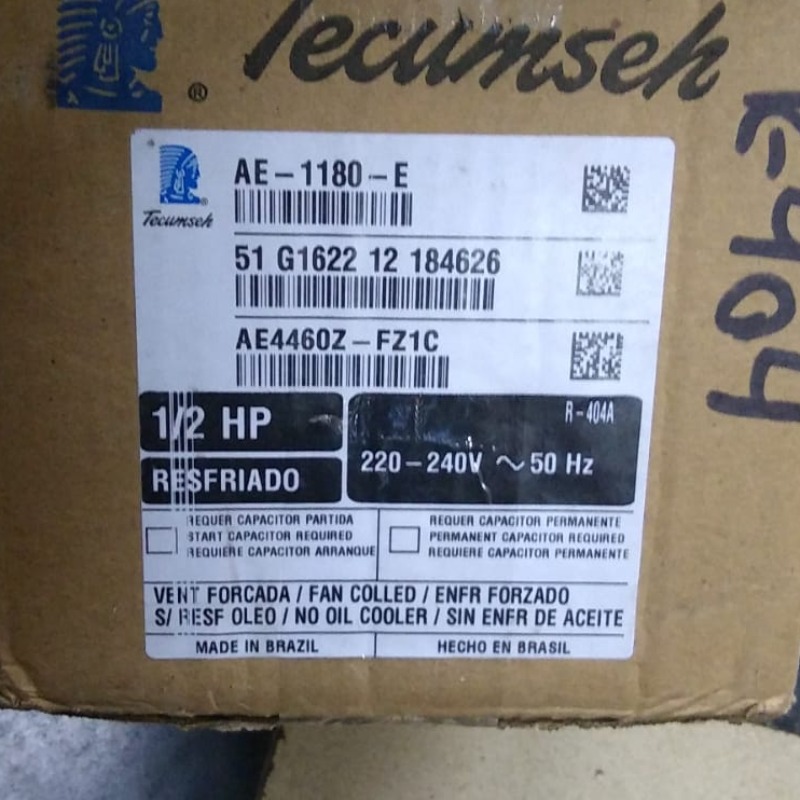 Tecumseh
®
AE-1180-E
Tecumseh
51 G1622 12 184626
AE4460Z-FZ1C
1/2 HP
R-404A
220-240V ~ 50 Hz
RESFRIADO
REQUER CAPACITOR PARTIDA
START CAPACITOR REQUIRED
REQUIERE CAPACITOR ARRANQUE
REQUER CAPACITOR PERMANENTE
PERMANENT CAPACITOR REQUIRED
REQUIERE CAPACITOR PERMANENTE
VENT FORCADA / FAN COLLED / ENFR FORZADO
S/ RESF OLEO / NO OIL COOLER / SIN ENFR DE ACEITE
MADE IN BRAZIL
HECHO EN BRASIL
R-404